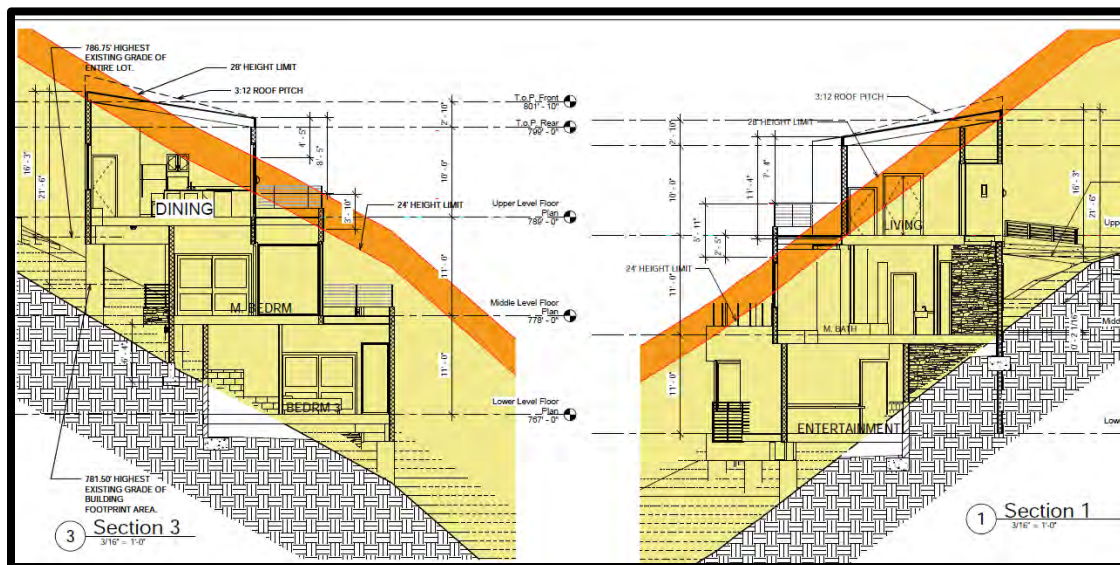 786.75' HIGHEST
EXISTING GRADE OF
ENTIRE LOT.
28' HEIGHT LIMIT
3:12 ROOF PITCH
T.o.P. Front
801' - 10"
T.o.P. Rear
799' - 0"
2' - 10"
4' - 5"
8' - 5"
16' - 3"
21' - 6"
10' - 0"
DINING
3' - 10"
24' HEIGHT LIMIT
Upper Level Floor
Plan
789' - 0"
11' - 0"
M. BEDRM
Middle Level Floor
Plan
778' - 0"
11' - 0"
BEDRM 3
Lower Level Floor
Plan
767' - 0"
781.50' HIGHEST
EXISTING GRADE OF
BUILDING
FOOTPRINT AREA.
3
Section 3
3/16" = 1'-0"
3:12 ROOF PITCH
28' HEIGHT LIMIT
2' - 10"
7' - 4"
11' - 4"
10' - 0"
16' - 3"
21' - 6"
5' - 11"
2' - 5"
LIVING
24' HEIGHT LIMIT
11' - 0"
M. BATH
11' - 0"
ENTERTAINMENT
1
Section 1
3/16" = 1'-0"